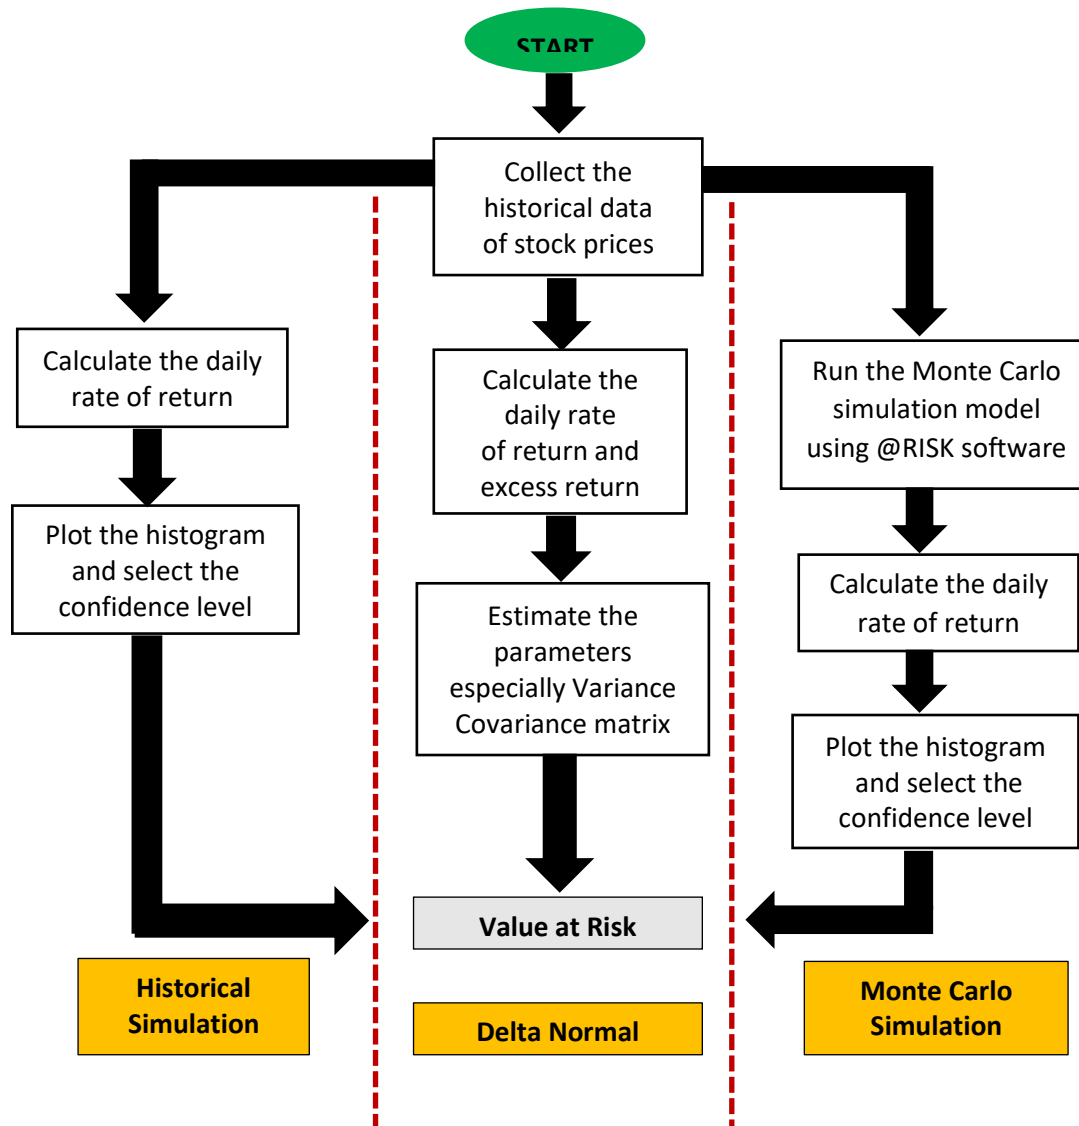 START
Collect the
historical data
of stock prices
Calculate the daily
rate of return
Plot the histogram
and select the
confidence level
Calculate the
daily rate
of return and
excess return
Estimate the
parameters
especially Variance
Covariance matrix
Run the Monte Carlo
simulation model
using @RISK software
Calculate the daily
rate of return
Plot the histogram
and select the
confidence level
Value at Risk
Historical
Simulation
Delta Normal
Monte Carlo
Simulation